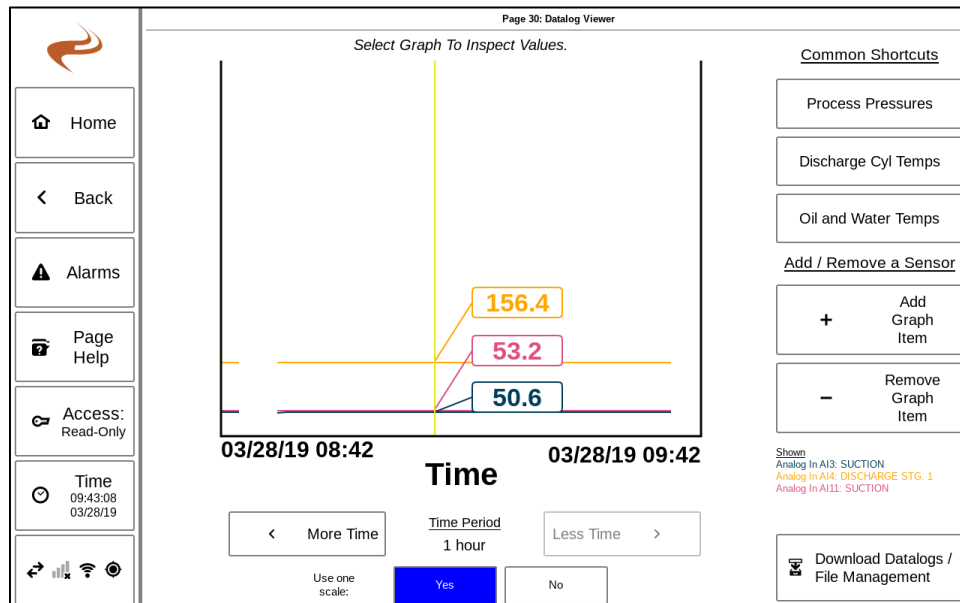 Page 30: Datalog Viewer
Home
Back
Alarms
Page
Help
Access:
Read-Only
Time
09:43:08
03/28/19
Select Graph To Inspect Values.
156.4
53.2
50.6
03/28/19 08:42
03/28/19 09:42
Time
More Time
Time Period
1 hour
Less Time
Use one
scale:
Yes
No
Common Shortcuts
Process Pressures
Discharge Cyl Temps
Oil and Water Temps
Add / Remove a Sensor
+
Add
Graph
Item
−
Remove
Graph
Item
Shown
Analog In AI3: SUCTION
Analog In AI4: DISCHARGE STG. 1
Analog In AI11: SUCTION
Download Datalogs /
File Management